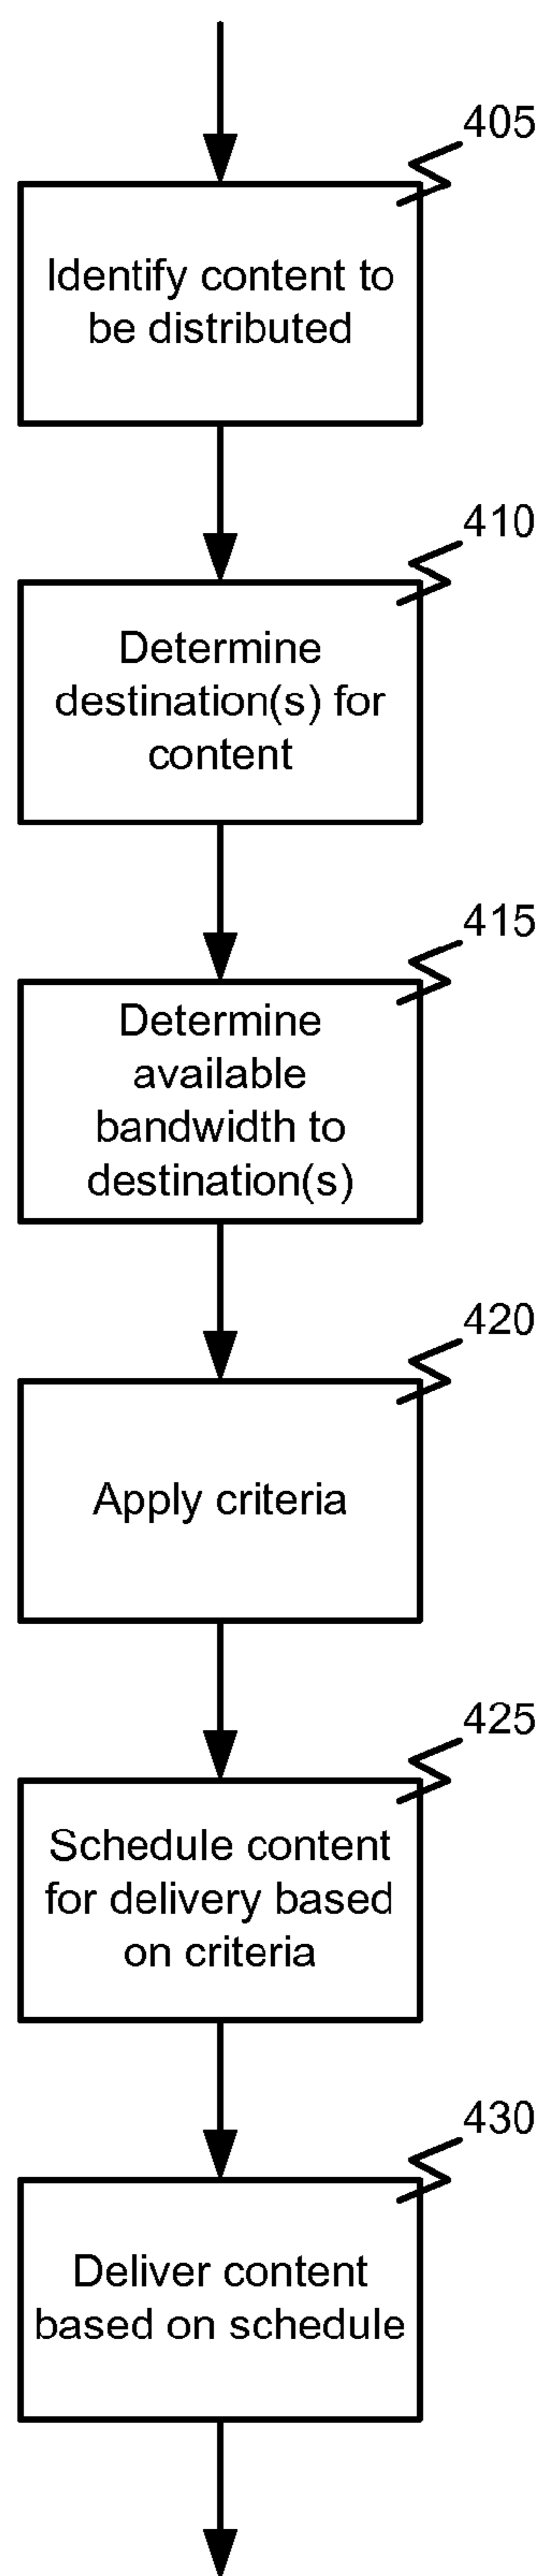 405
Identify content to
be distributed
410
Determine
destination(s) for
content
415
Determine
available
bandwidth to
destination(s)
420
Apply criteria
425
Schedule content
for delivery based
on criteria
430
Deliver content
based on schedule